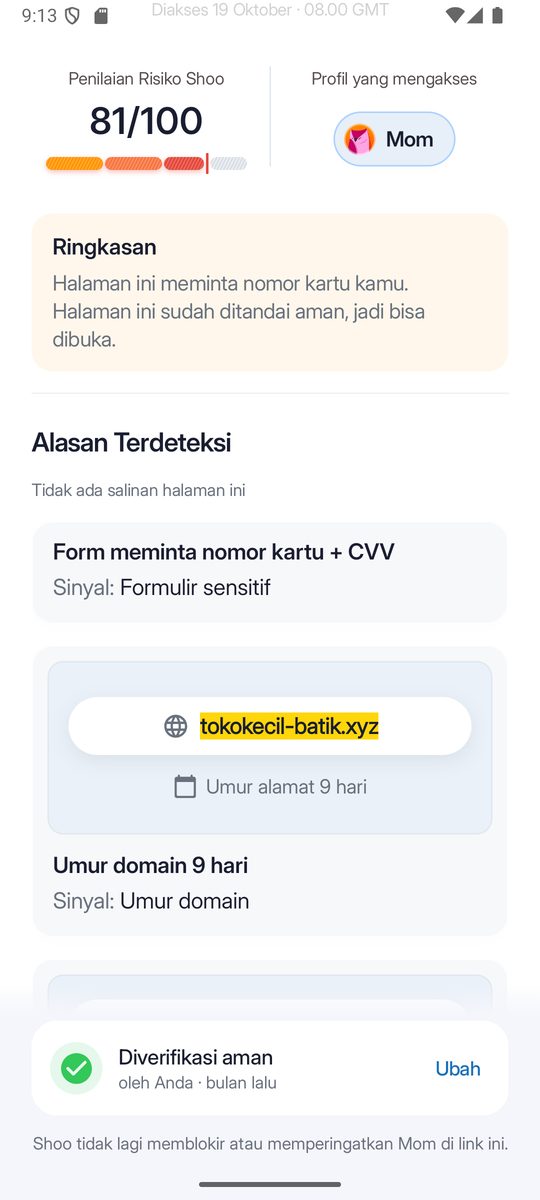 9:13
Diakses 19 Oktober · 08.00 GMT
Penilaian Risiko Shoo
81/100
Profil yang mengakses
Mom
Ringkasan
Halaman ini meminta nomor kartu kamu.
Halaman ini sudah ditandai aman, jadi bisa
dibuka.
Alasan Terdeteksi
Tidak ada salinan halaman ini
Form meminta nomor kartu + CVV
Sinyal: Formulir sensitif
tokokecil-batik.xyz
Umur alamat 9 hari
Umur domain 9 hari
Sinyal: Umur domain
Diverifikasi aman
oleh Anda · bulan lalu
Ubah
Shoo tidak lagi memblokir atau memperingatkan Mom di link ini.